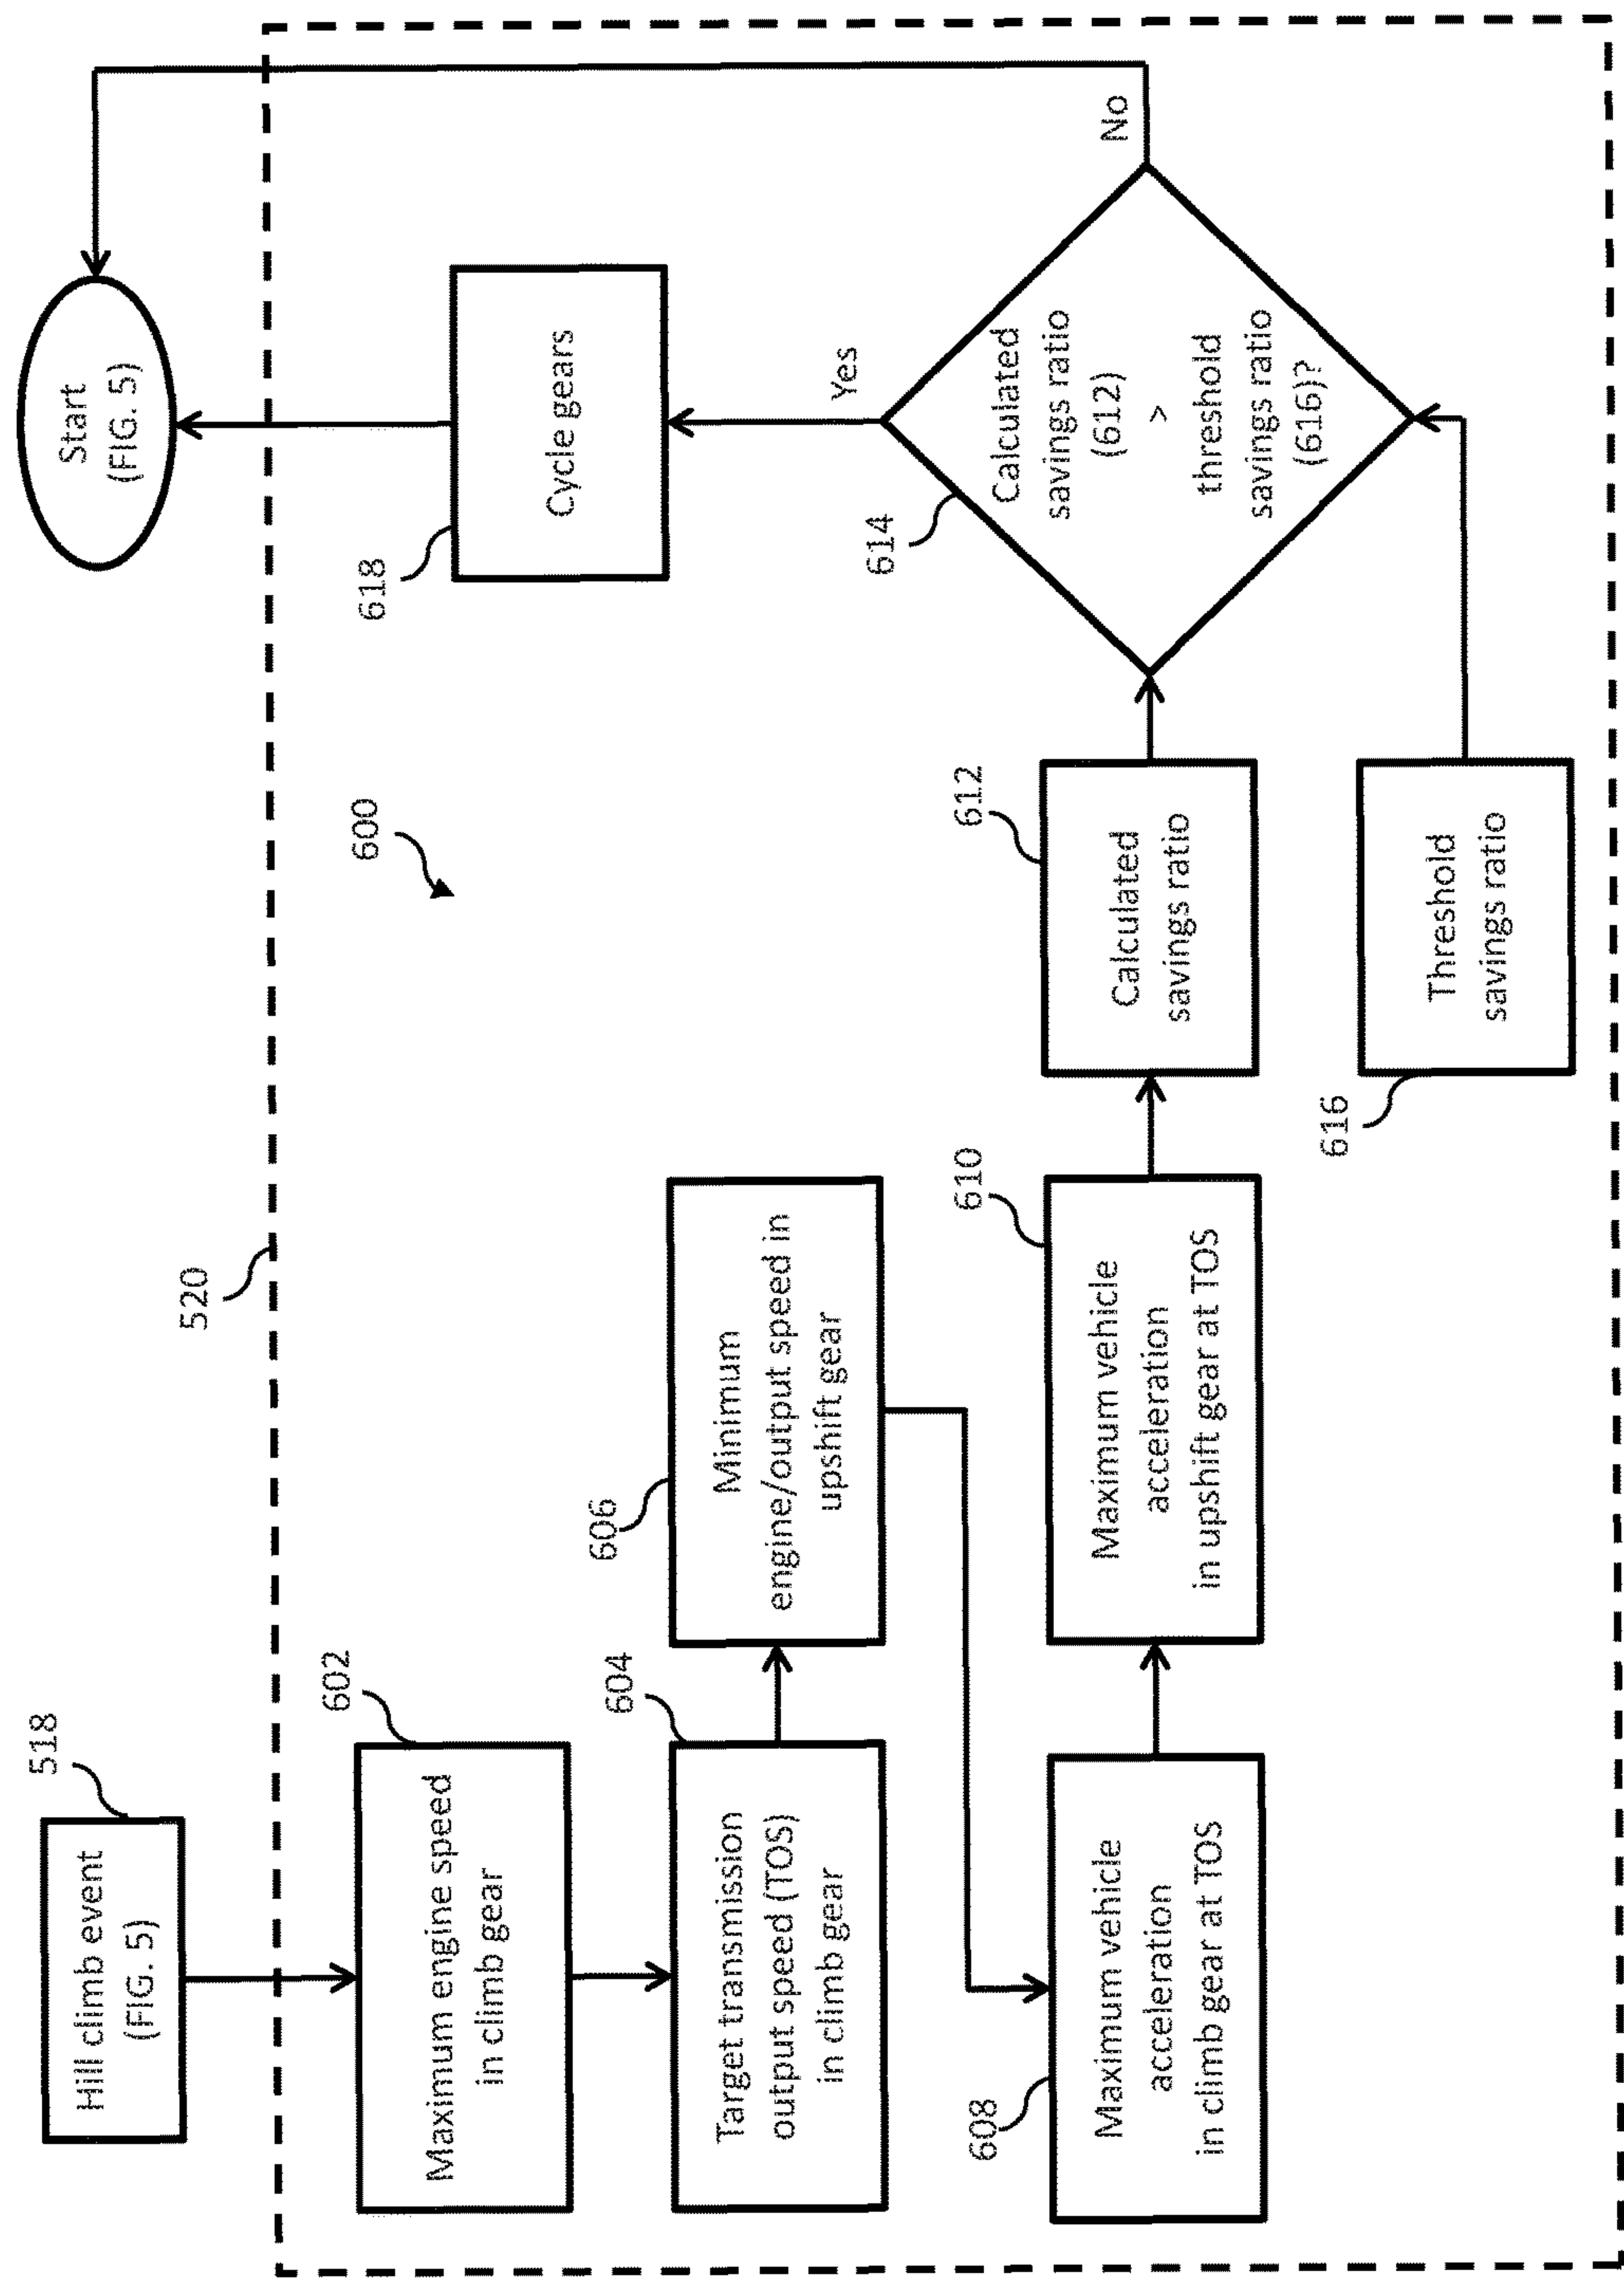 518
Hill climb event
(FIG. 5)
Start
(FIG. 5)
520
602
Maximum engine speed
in climb gear
600
618
Cycle gears
604
Target transmission
output speed (TOS)
in climb gear
606
Minimum
engine/output speed in
upshift gear
Yes
614
Calculated
savings ratio
(612)
>
threshold
savings ratio
(616)?
No
608
Maximum vehicle
acceleration
in climb gear at TOS
610
Maximum vehicle
acceleration
in upshift gear at TOS
612
Calculated
savings ratio
616
Threshold
savings ratio